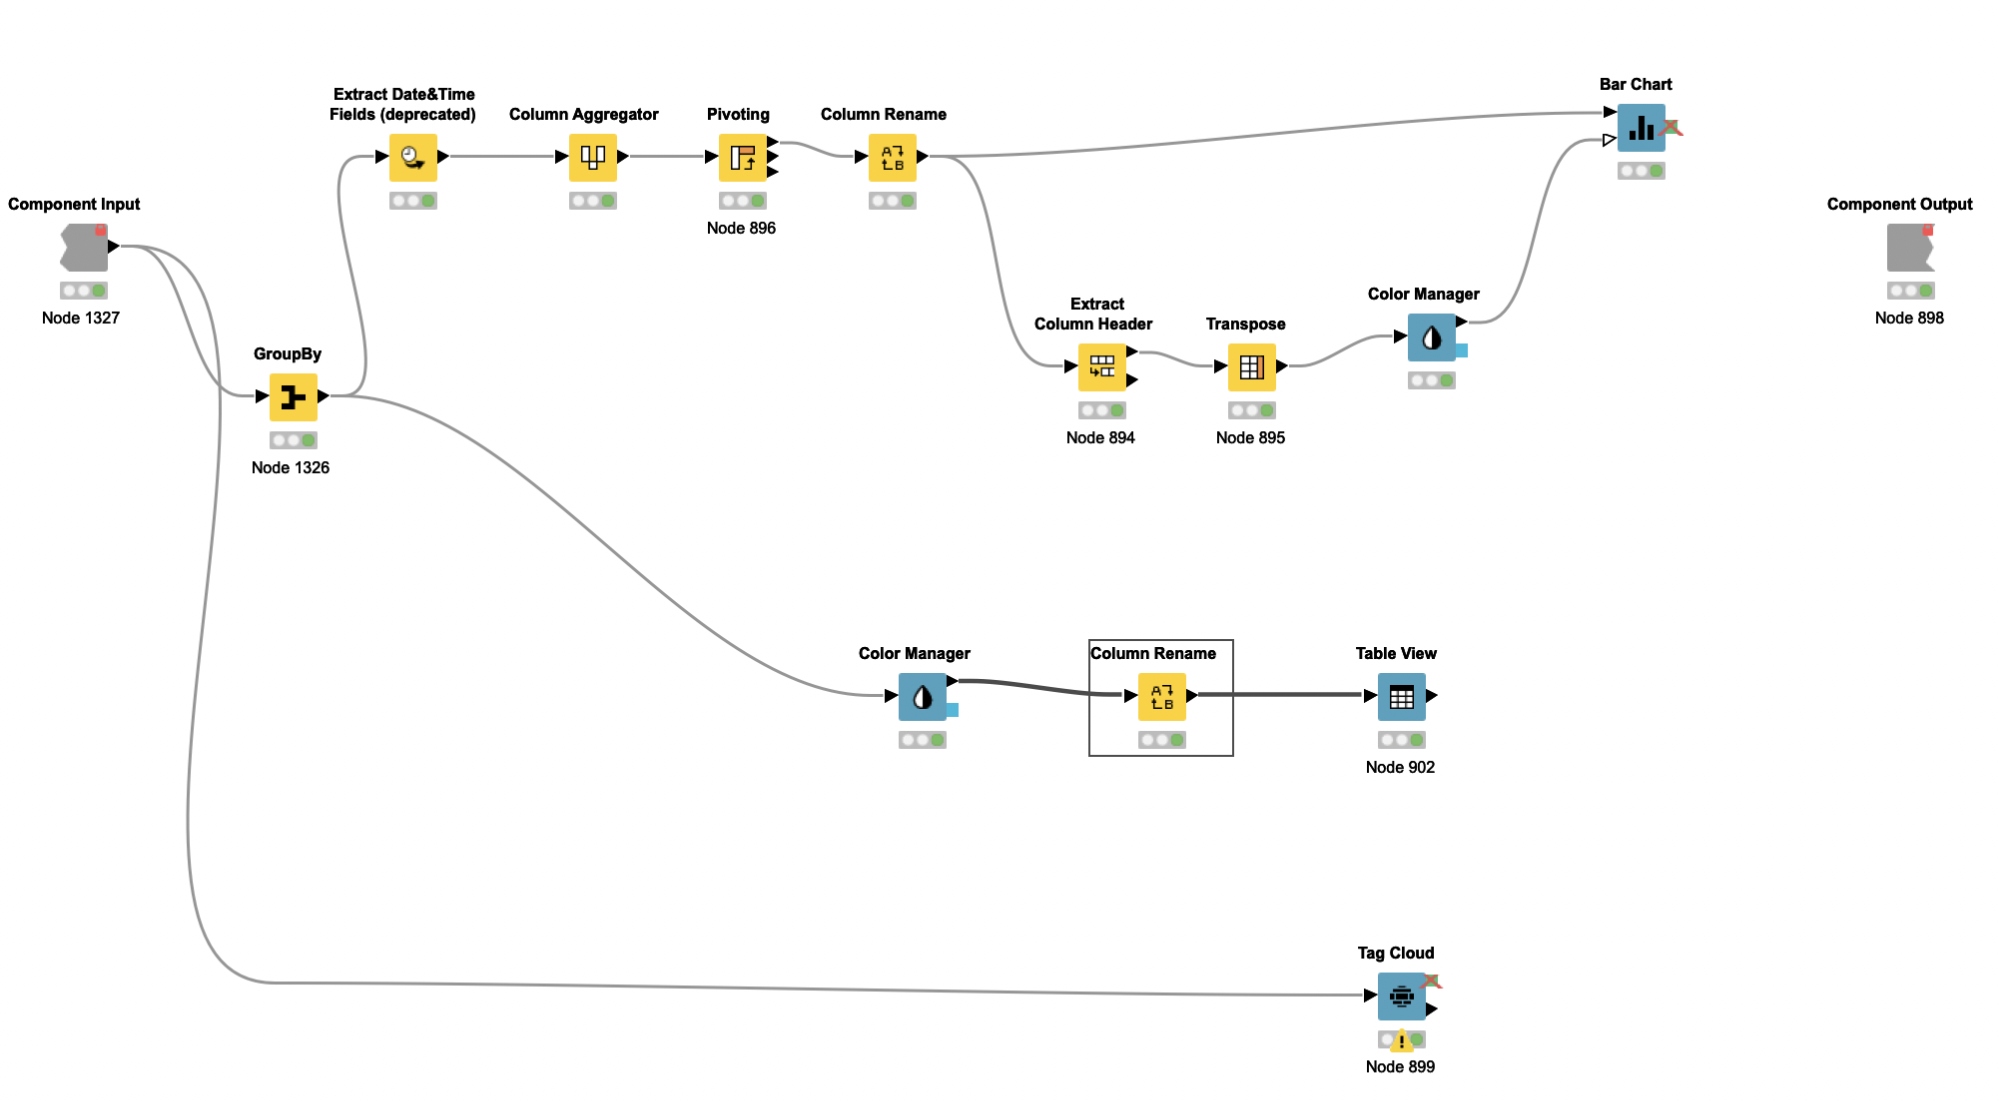 Bar Chart
Extract Date&Time
Fields (deprecated)
Column Aggregator
Pivoting
Column Rename
Component Input
Component Output
Node 896
Node 1327
Node 898
Color Manager
Extract
Column Header
Transpose
GroupBy
Node 894
Node 895
Node 1326
Color Manager
Column Rename
Table View
Node 902
Tag Cloud
Node 899